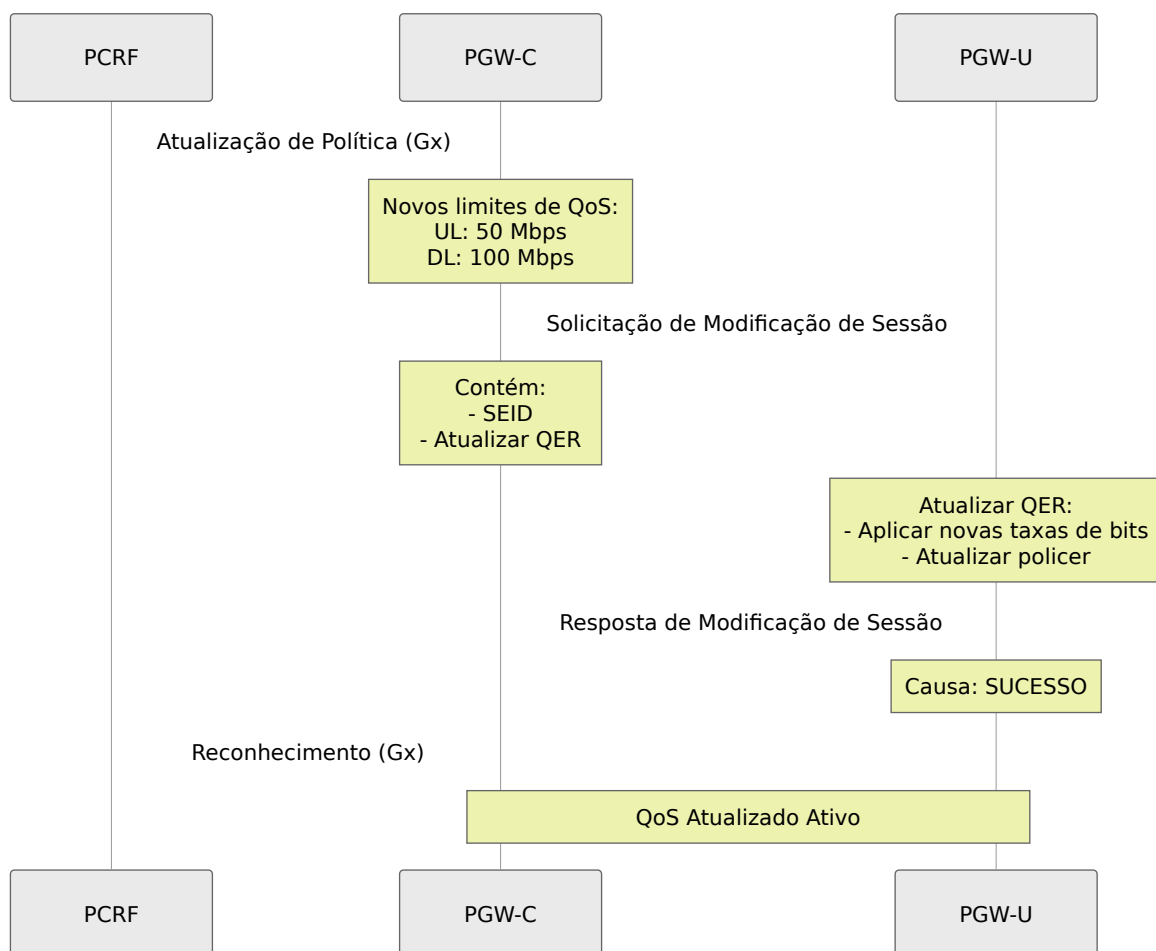 PCRF
PGW-C
PGW-U
Atualização de Política (Gx)
Novos limites de QoS:
UL: 50 Mbps
DL: 100 Mbps
Solicitação de Modificação de Sessão
Contém:
- SEID
- Atualizar QER
Atualizar QER:
- Aplicar novas taxas de bits
- Atualizar policer
Resposta de Modificação de Sessão
Causa: SUCESSO
Reconhecimento (Gx)
QoS Atualizado Ativo
PCRF
PGW-C
PGW-U